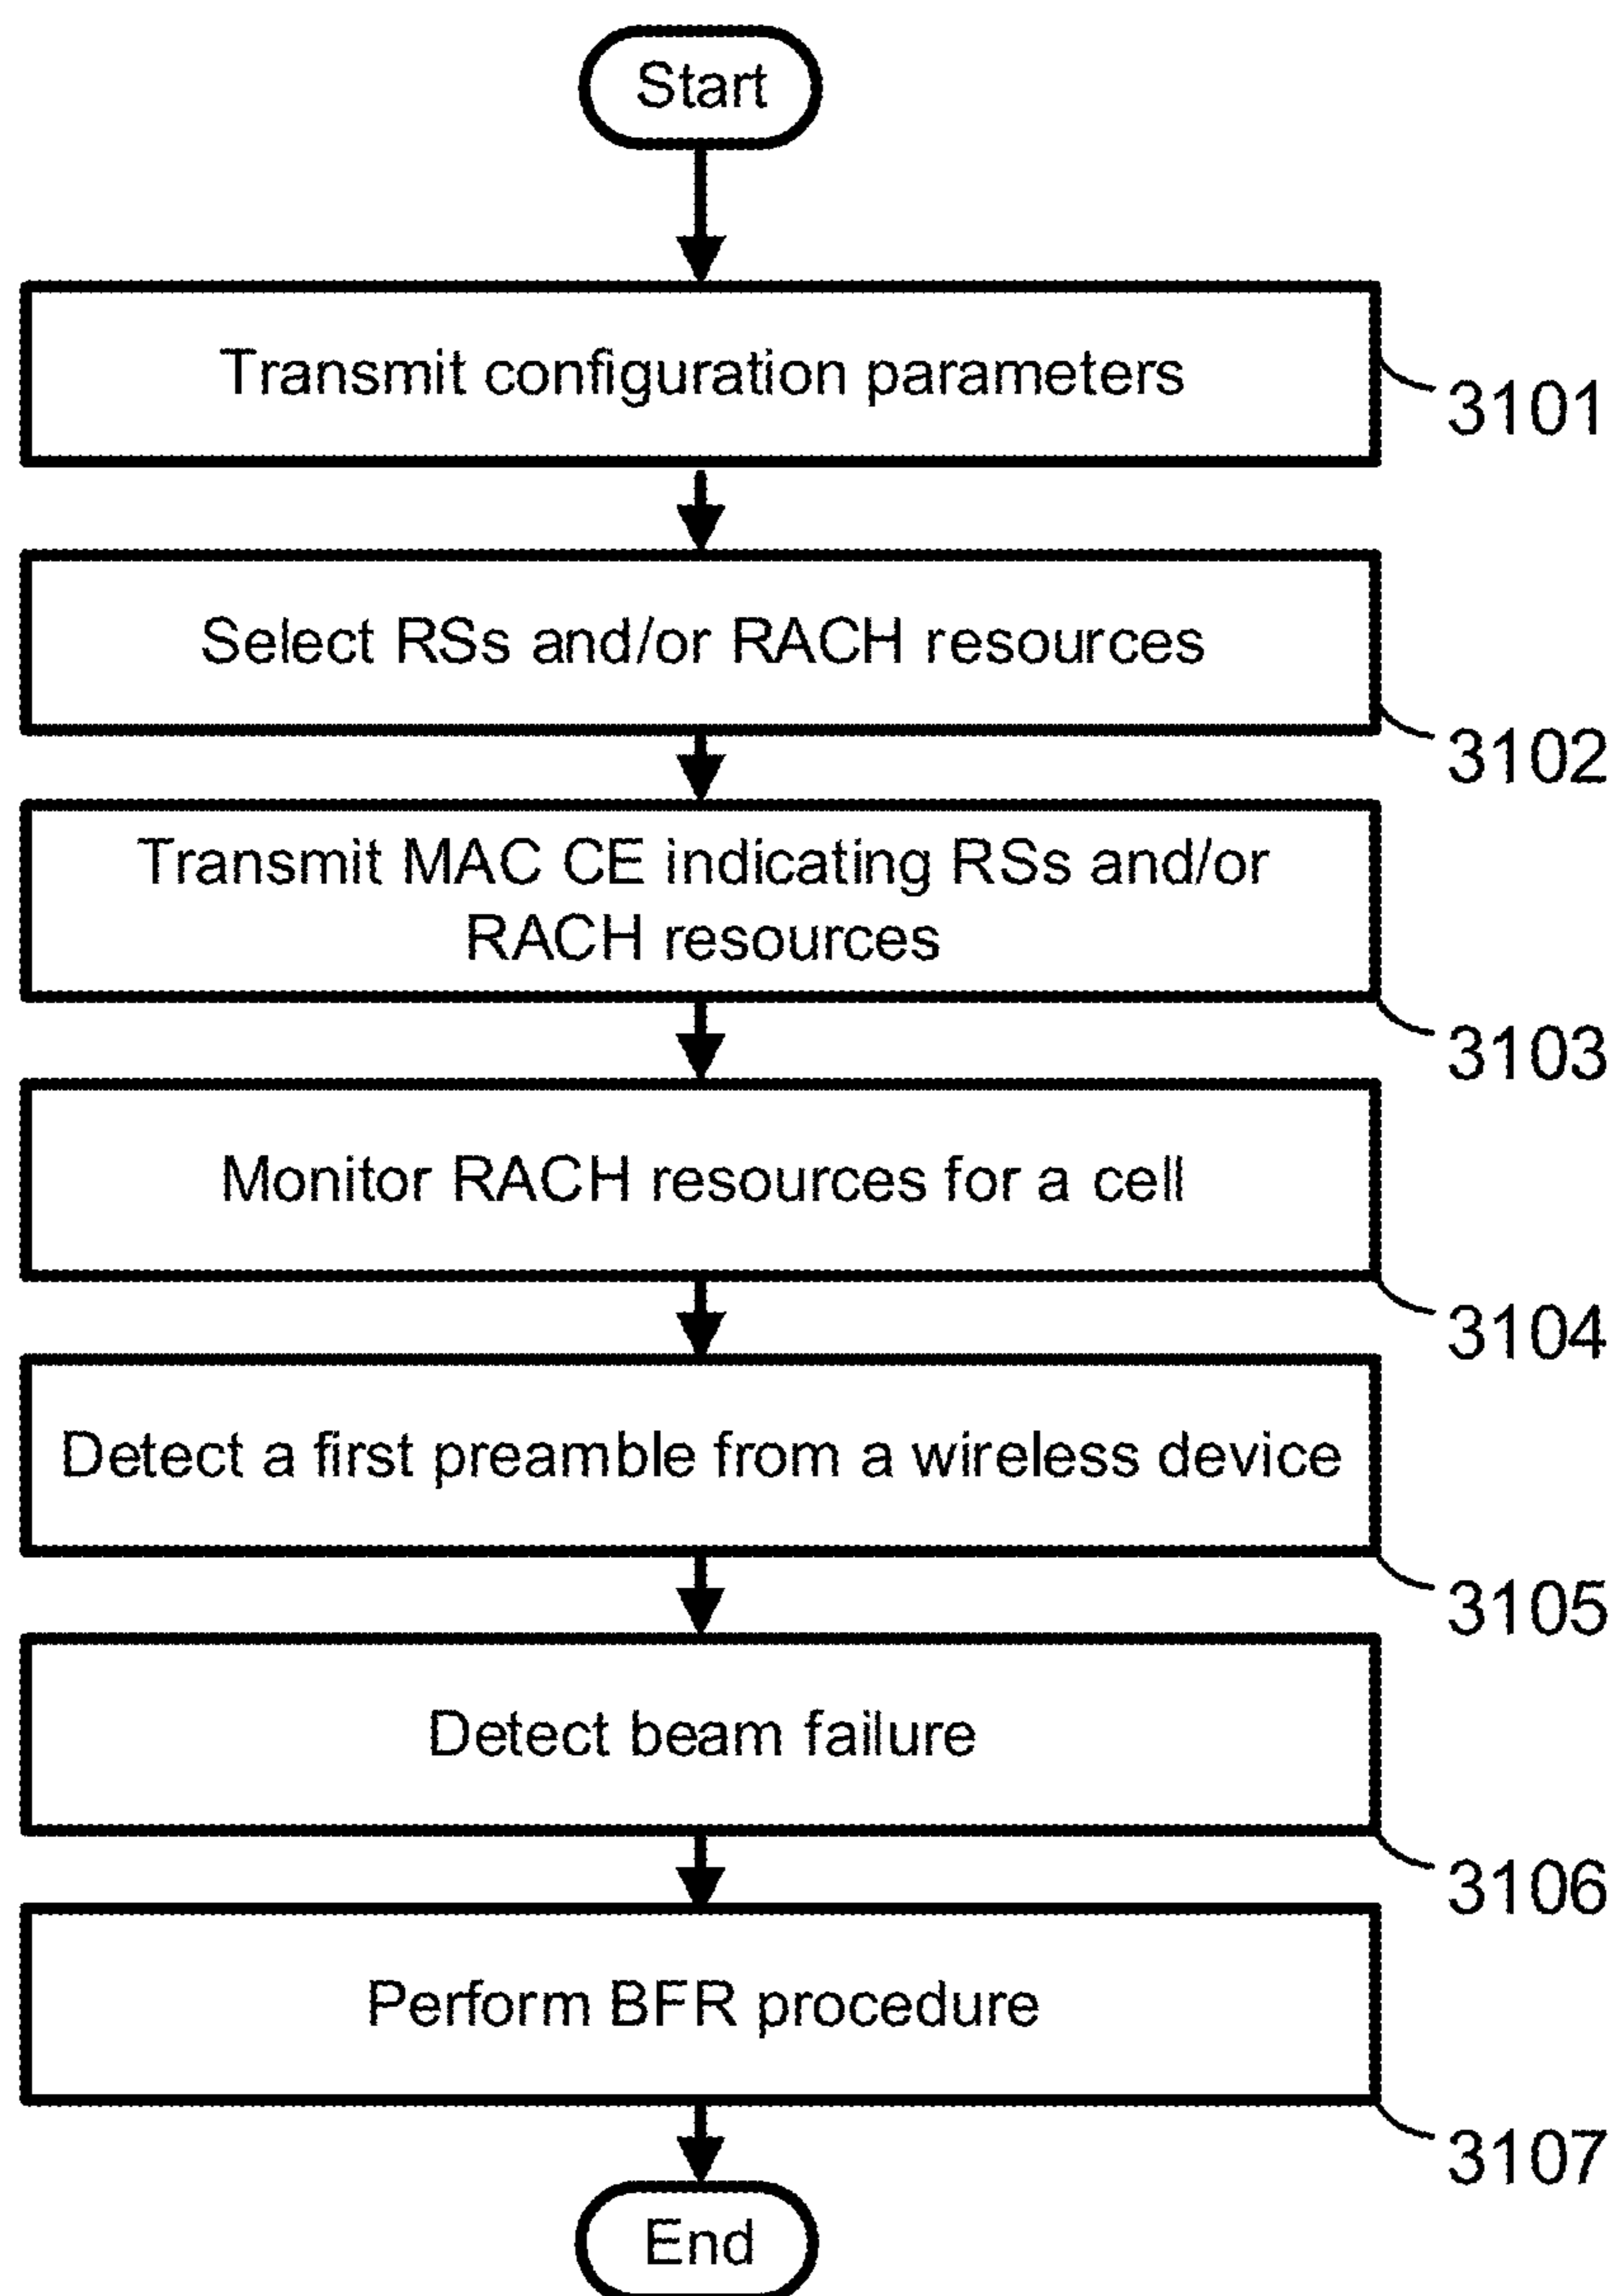 Start
Transmit configuration parameters
3101
Select RSs and/or RACH resources
3102
Transmit MAC CE indicating RSs and/or
RACH resources
3103
Monitor RACH resources for a cell
3104
Detect a first preamble from a wireless device
3105
Detect beam failure
3106
Perform BFR procedure
3107
End